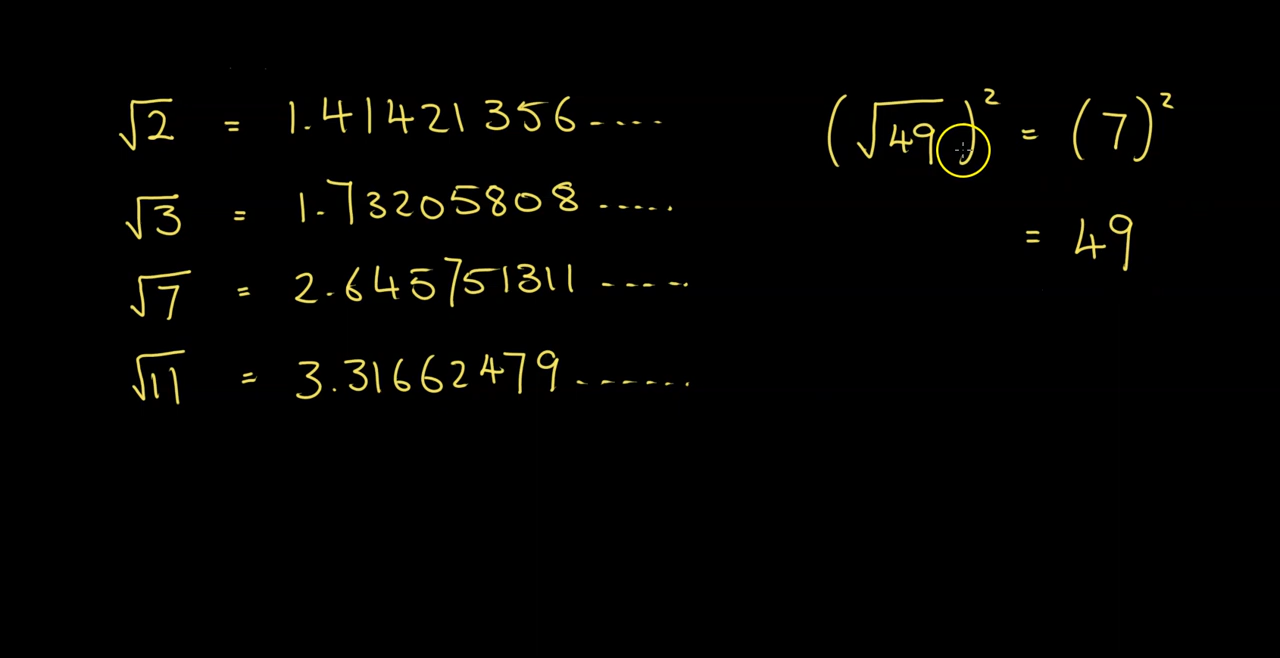 √2 = 1.41421356.....
√3 = 1.73205808.....
√7 = 2.645751311.....
√11 = 3.31662479.......
(√49)² = (7)²
= 49